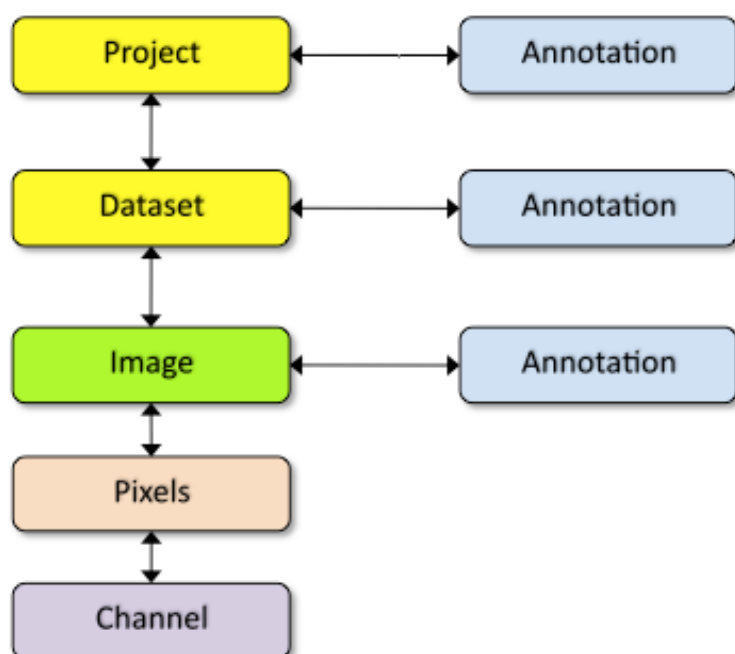 Project
Annotation
Dataset
Annotation
Image
Annotation
Pixels
Channel